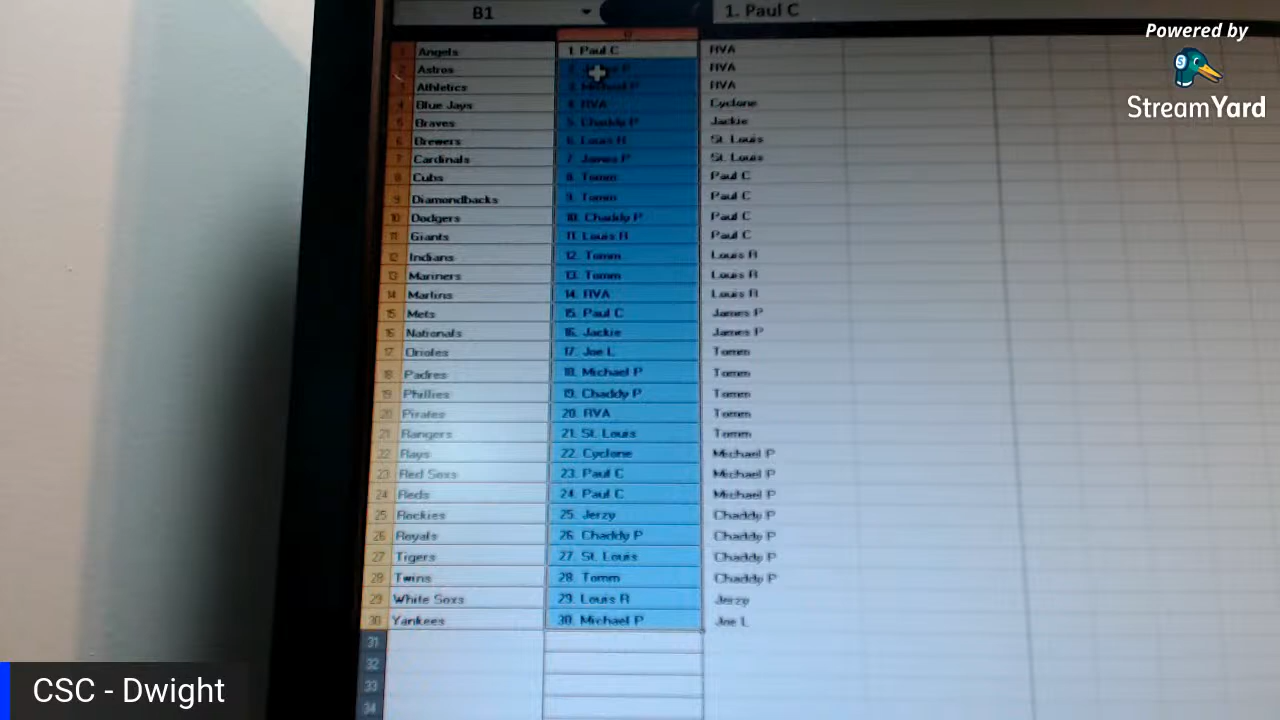 B1 1. Paul C
Powered by
StreamYard
1 Angels 1. Paul C RVA
2 Astros 2. James P RVA
3 Athletics 3. Michael P RVA
4 Blue Jays 4. RVA Cyclone
5 Braves 5. Chaddy P Jackie
6 Brewers 6. Louis R St. Louis
7 Cardinals 7. James P St. Louis
8 Cubs 8. Tomm Paul C
9 Diamondbacks 9. Tomm Paul C
10 Dodgers 10. Chaddy P Paul C
11 Giants 11. Louis R Paul C
12 Indians 12. Tomm Louis R
13 Mariners 13. Tomm Louis R
14 Marlins 14. RVA Louis R
15 Mets 15. Paul C James P
16 Nationals 16. Jackie James P
17 Orioles 17. Joe L Tomm
18 Padres 18. Michael P Tomm
19 Phillies 19. Chaddy P Tomm
20 Pirates 20. RVA Tomm
21 Rangers 21. St. Louis Tomm
22 Rays 22. Cyclone Michael P
23 Red Soxs 23. Paul C Michael P
24 Reds 24. Paul C Michael P
25 Rockies 25. Jerzy Chaddy P
26 Royals 26. Chaddy P Chaddy P
27 Tigers 27. St. Louis Chaddy P
28 Twins 28. Tomm Chaddy P
29 White Soxs 29. Louis R Jerzy
30 Yankees 30. Michael P Joe L
31
32
33
34
CSC - Dwight